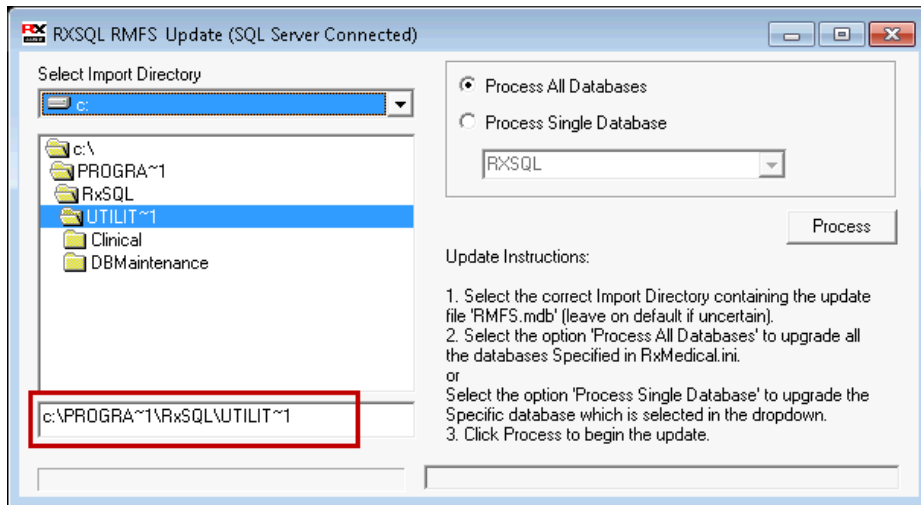 RX
RXSQL RMFS Update (SQL Server Connected)
Select Import Directory
c:
c:\
PROGRA~1
RxSQL
UTILIT~1
Clinical
DBMaintenance
c:\PROGRA~1\RxSQL\UTILIT~1
Process All Databases
Process Single Database
RXSQL
Process
Update Instructions:
1. Select the correct Import Directory containing the update
file 'RMFS.mdb' (leave on default if uncertain).
2. Select the option 'Process All Databases' to upgrade all
the databases Specified in RxMedical.ini.
or
Select the option 'Process Single Database' to upgrade the
Specific database which is selected in the dropdown.
3. Click Process to begin the update.